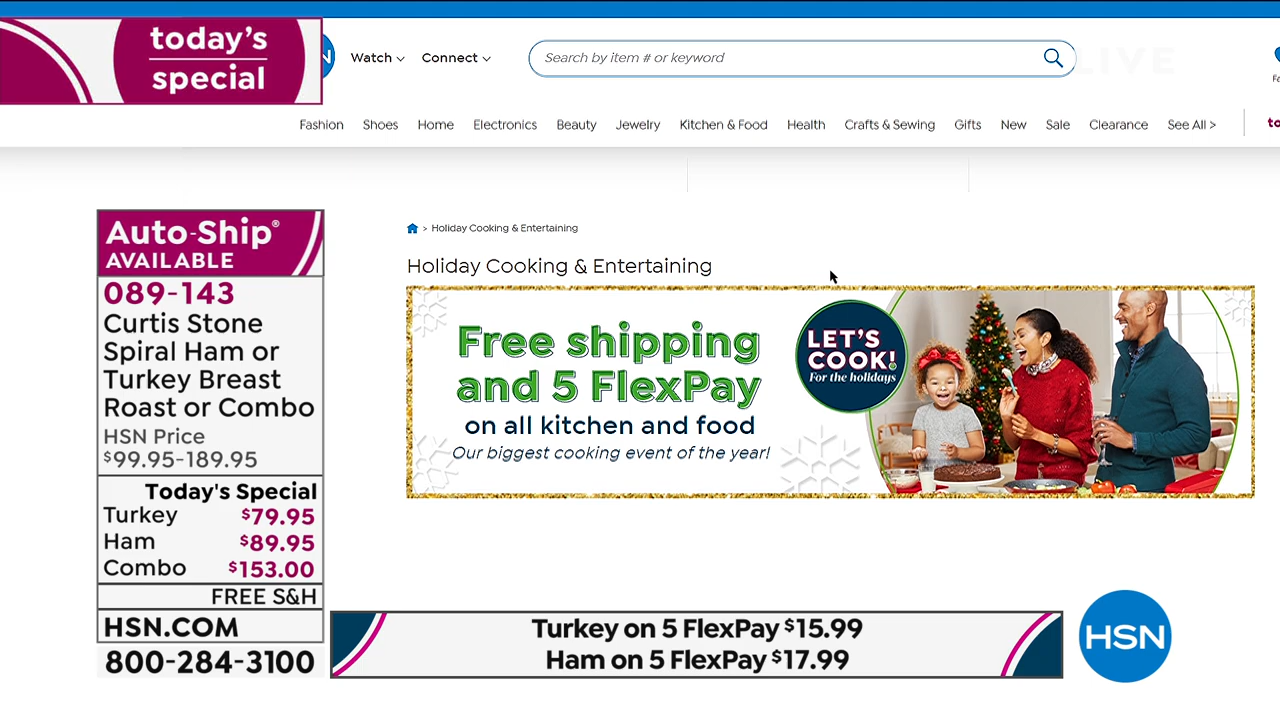 today's
special
N
Watch
Connect
Search by item # or keyword
LIVE
Fashion
Shoes
Home
Electronics
Beauty
Jewelry
Kitchen & Food
Health
Crafts & Sewing
Gifts
New
Sale
Clearance
See All >
Auto-Ship®
AVAILABLE
089-143
Curtis Stone
Spiral Ham or
Turkey Breast
Roast or Combo
HSN Price
$99.95-189.95
Today's Special
Turkey $79.95
Ham $89.95
Combo $153.00
FREE S&H
HSN.COM
800-284-3100
> Holiday Cooking & Entertaining
Holiday Cooking & Entertaining
Free shipping
and 5 FlexPay
on all kitchen and food
Our biggest cooking event of the year!
LET'S
COOK!
For the holidays
Turkey on 5 FlexPay $15.99
Ham on 5 FlexPay $17.99
HSN